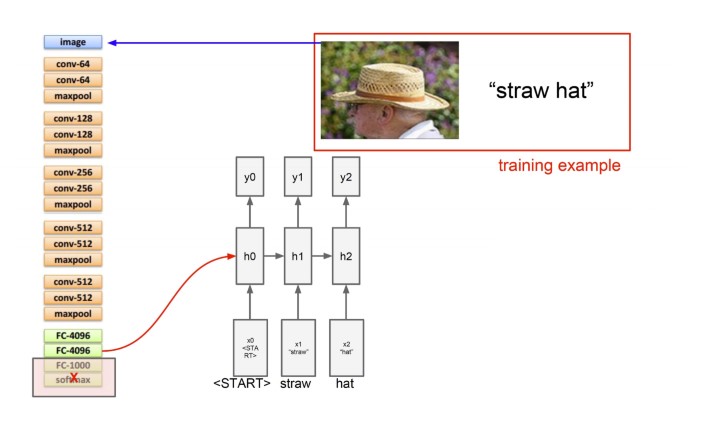 image
conv-64
conv-64
maxpool
conv-128
conv-128
maxpool
conv-256
conv-256
maxpool
conv-512
conv-512
maxpool
conv-512
conv-512
maxpool
FC-4096
FC-4096
FC-1000
softmax
X
“straw hat”
training example
y0 y1 y2
h0 h1 h2
x0
<STA
RT>
x1
“straw”
x2
“hat”
<START> straw hat